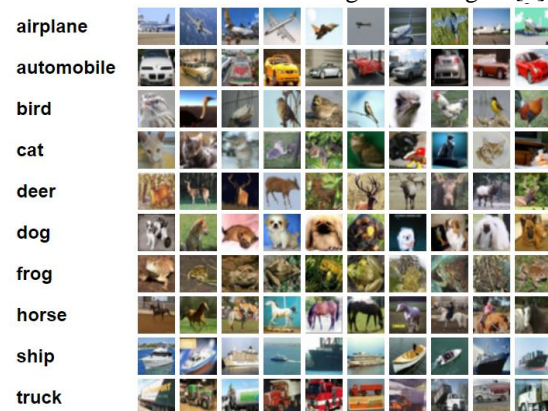 airplane
automobile
bird
cat
deer
dog
frog
horse
ship
truck